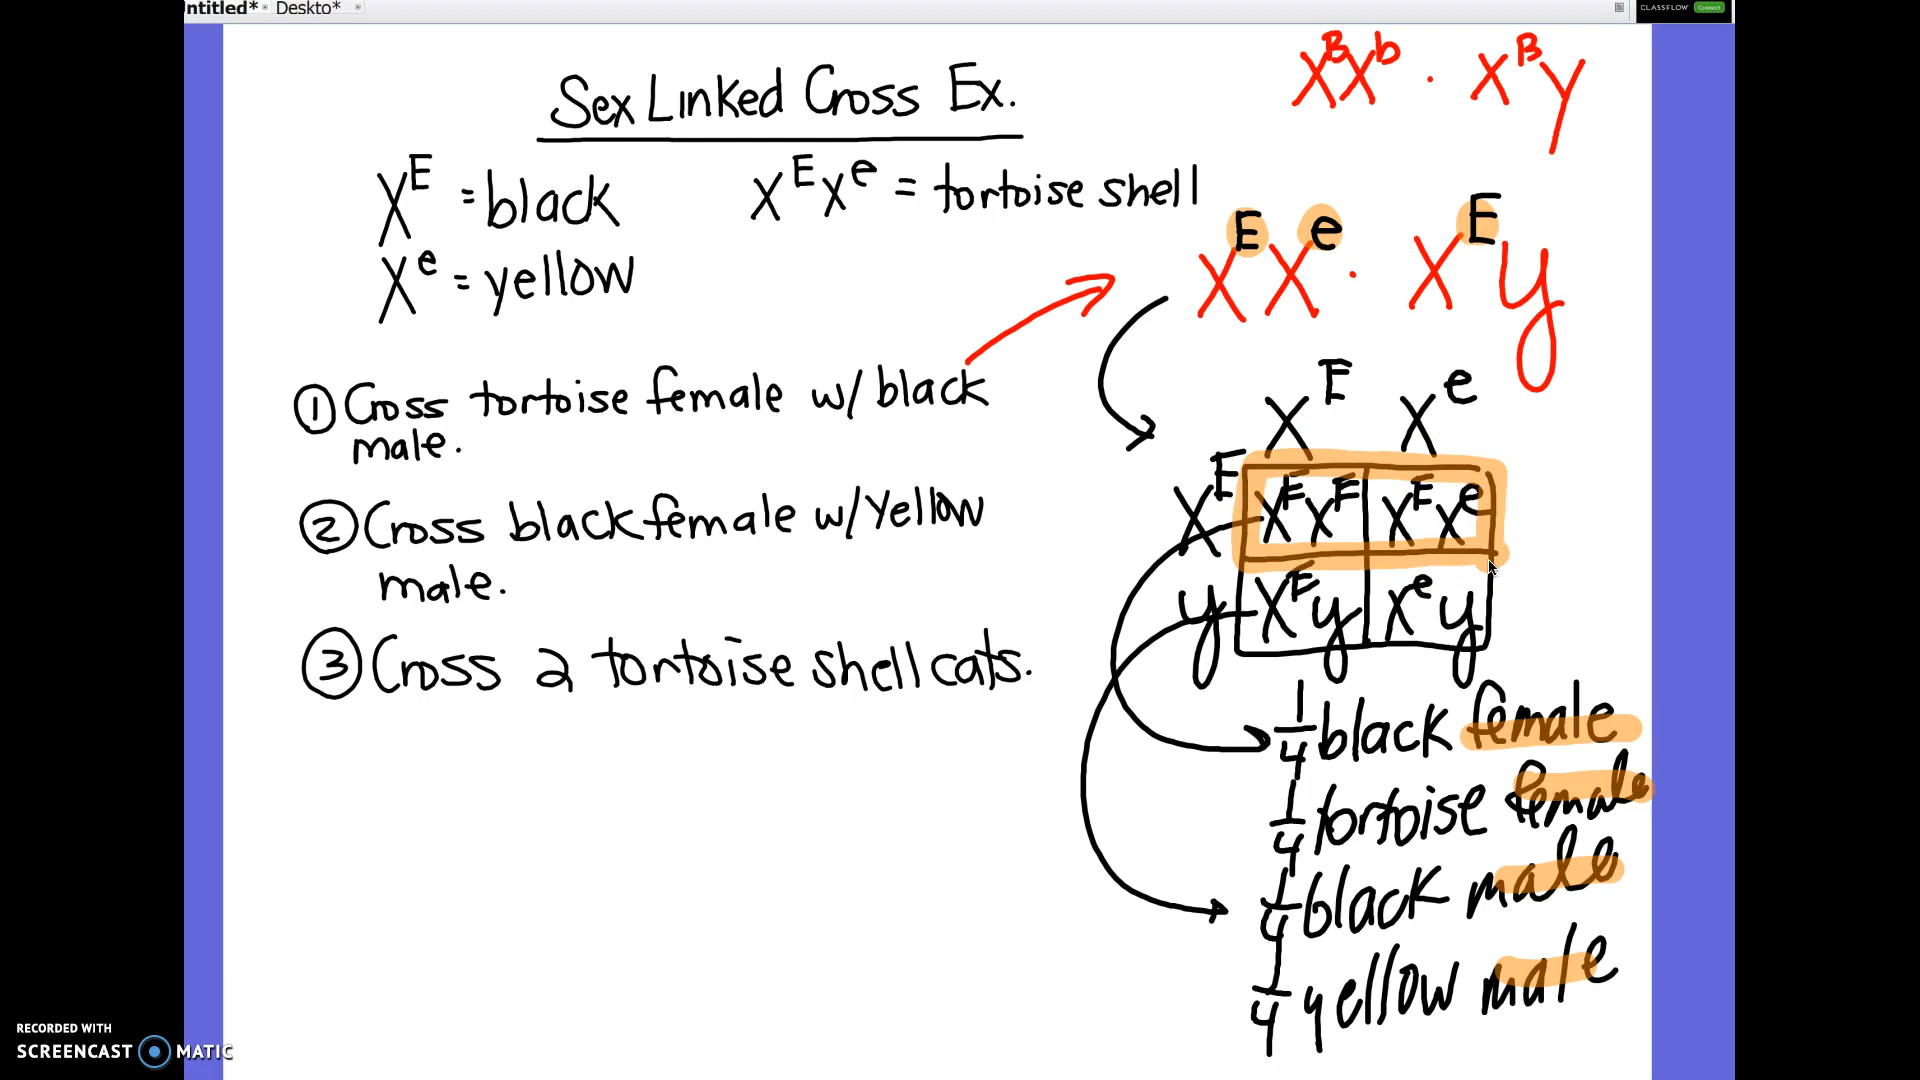 ntitled* Deskto*
CLASSFLOW Connect
Sex Linked Cross Ex.
X^B X^b · X^B Y
X^E = black
X^E X^e = tortoise shell
X^e = yellow
X^E X^e · X^E y
① Cross tortoise female w/ black
male.
② Cross black female w/ Yellow
male.
③ Cross 2 tortoise shell cats.
X^E X^e
X^E X^E X^E X^E X^e
y X^E y X^e y
1/4 black female
1/4 tortoise female
1/4 black male
1/4 yellow male
RECORDED WITH
SCREENCAST MATIC